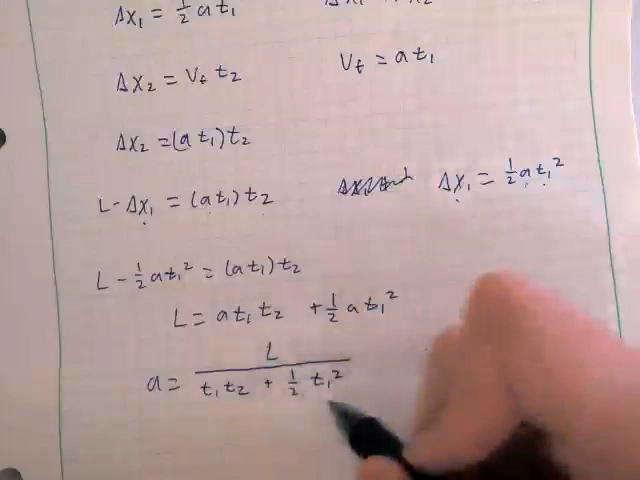 Δx₁ = ½ a t₁
Δx₂ = V_f t₂
V_f = a t₁
Δx₂ = (a t₁) t₂
L - Δx₁ = (a t₁) t₂
Δx₁ = ½ a t₁²
L - ½ a t₁² = (a t₁) t₂
L = a t₁ t₂ + ½ a t₁²
a = L / (t₁ t₂ + ½ t₁²)